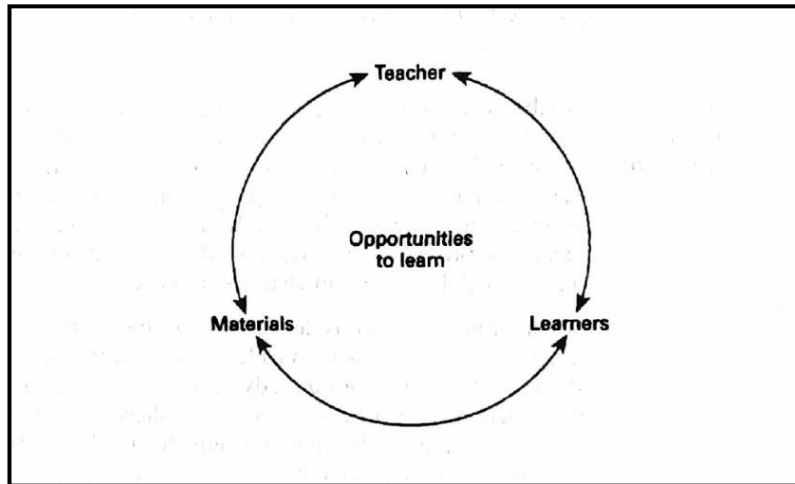 Teacher
Opportunities
to learn
Materials
Learners